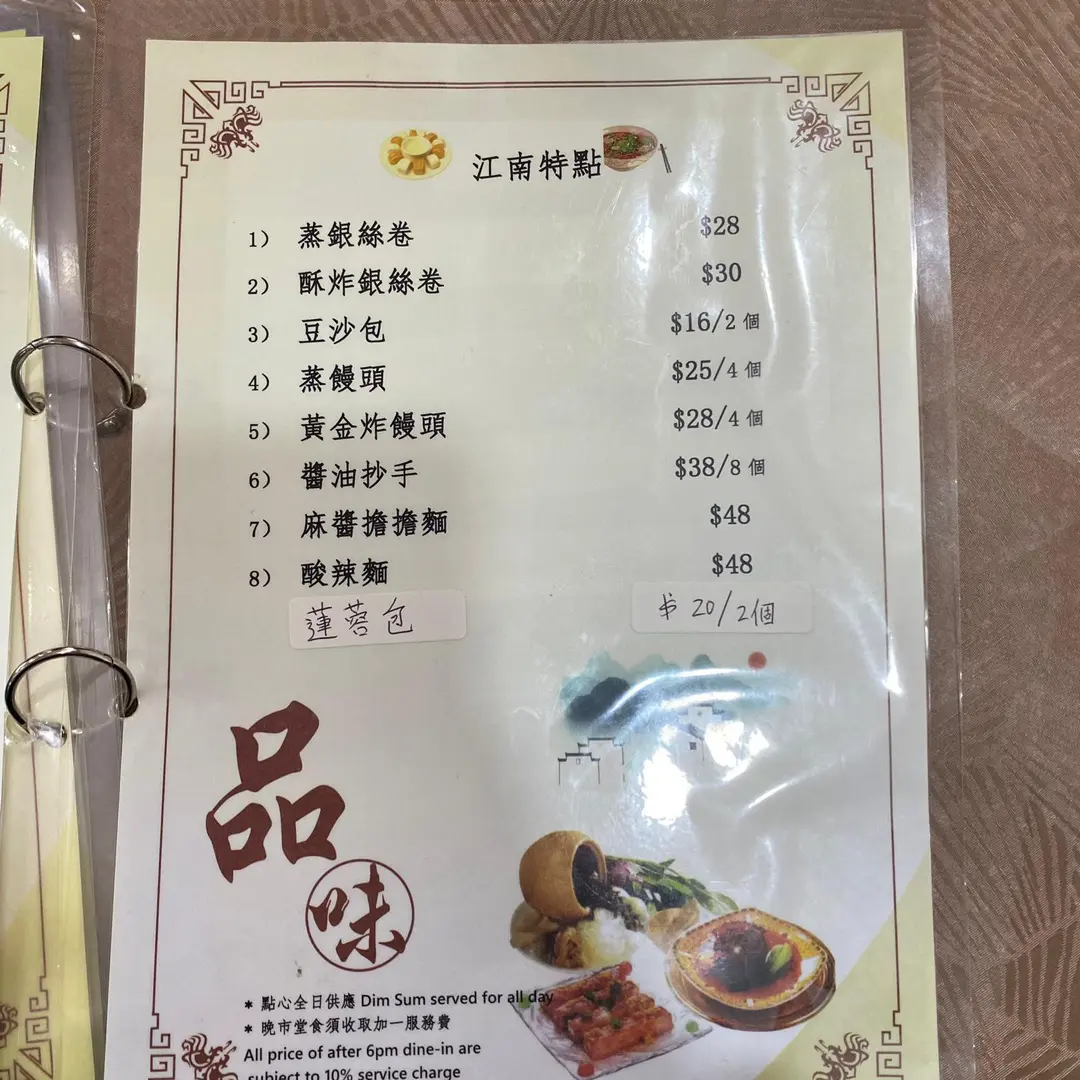 江南特點
1） 蒸銀絲卷 $28
2） 酥炸銀絲卷 $30
3） 豆沙包 $16/2 個
4） 蒸饅頭 $25/4 個
5） 黃金炸饅頭 $28/4 個
6） 醬油抄手 $38/8 個
7） 麻醬擔擔麵 $48
8） 酸辣麵 $48
蓮蓉包 $20/2個
品
味
* 點心全日供應 Dim Sum served for all day
* 晚市堂食須收取加一服務費
All price of after 6pm dine-in are
subject to 10% service charge